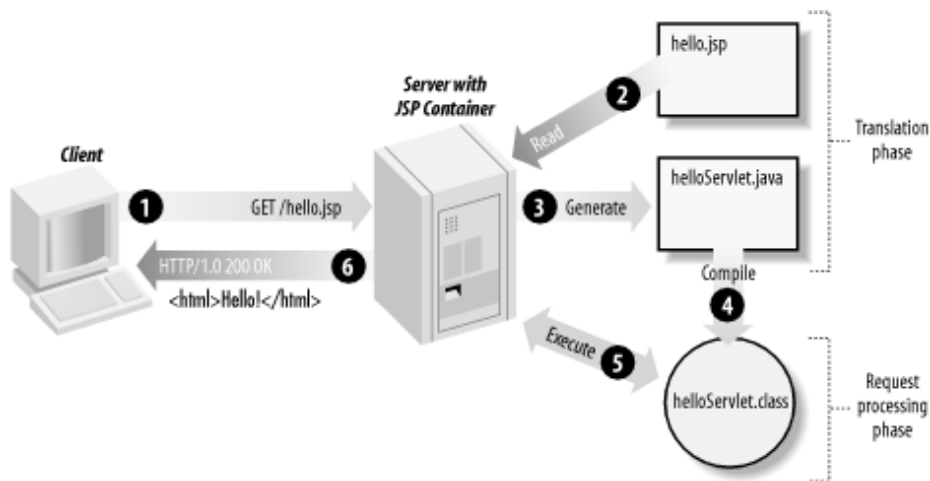 hello.jsp
Server with
JSP Container
2
Read
Translation
phase
Client
helloServlet.java
1
GET /hello.jsp
3
Generate
HTTP/1.0 200 OK
6
<html>Hello!</html>
Compile
4
Execute
5
helloServlet.class
Request
processing
phase